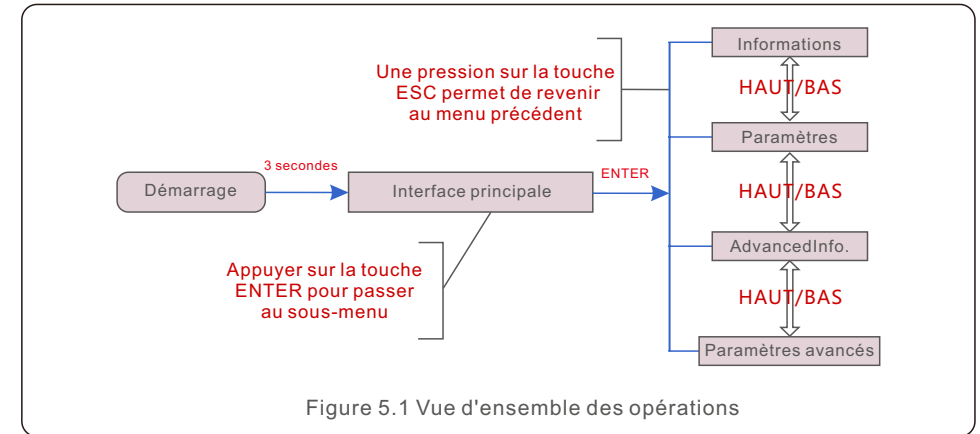 Informations
Une pression sur la touche
ESC permet de revenir
au menu précédent
HAUT/BAS
Paramètres
3 secondes
ENTER
Démarrage
Interface principale
HAUT/BAS
AdvancedInfo.
Appuyer sur la touche
ENTER pour passer
au sous-menu
HAUT/BAS
Paramètres avancés
Figure 5.1 Vue d'ensemble des opérations